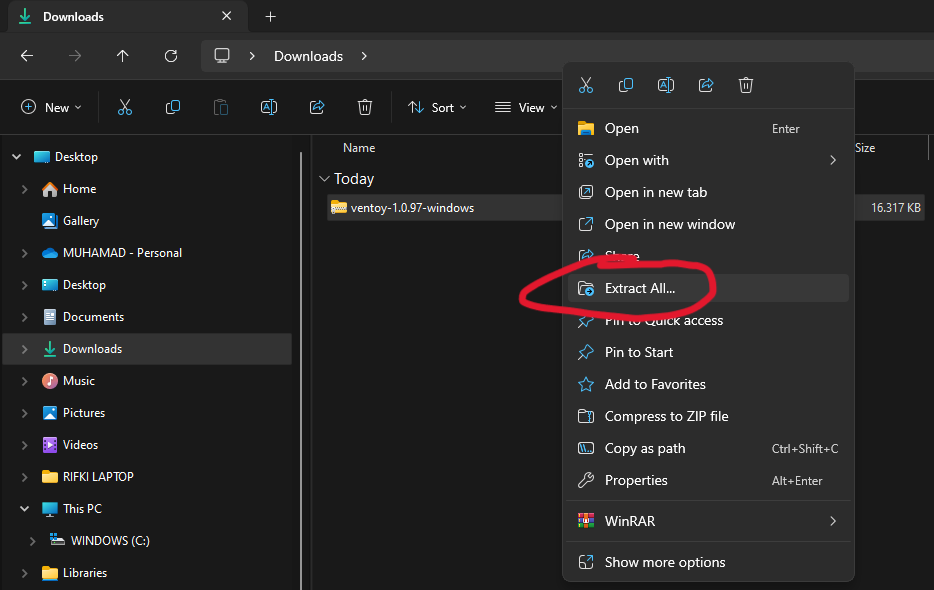 Downloads
Downloads
New
Sort
View
Name
Size
Today
ventoy-1.0.97-windows
16.317 KB
Desktop
Home
Gallery
MUHAMAD - Personal
Desktop
Documents
Downloads
Music
Pictures
Videos
RIFKI LAPTOP
This PC
WINDOWS (C:)
Libraries
Open Enter
Open with
Open in new tab
Open in new window
Share
Extract All...
Pin to Quick access
Pin to Start
Add to Favorites
Compress to ZIP file
Copy as path Ctrl+Shift+C
Properties Alt+Enter
WinRAR
Show more options